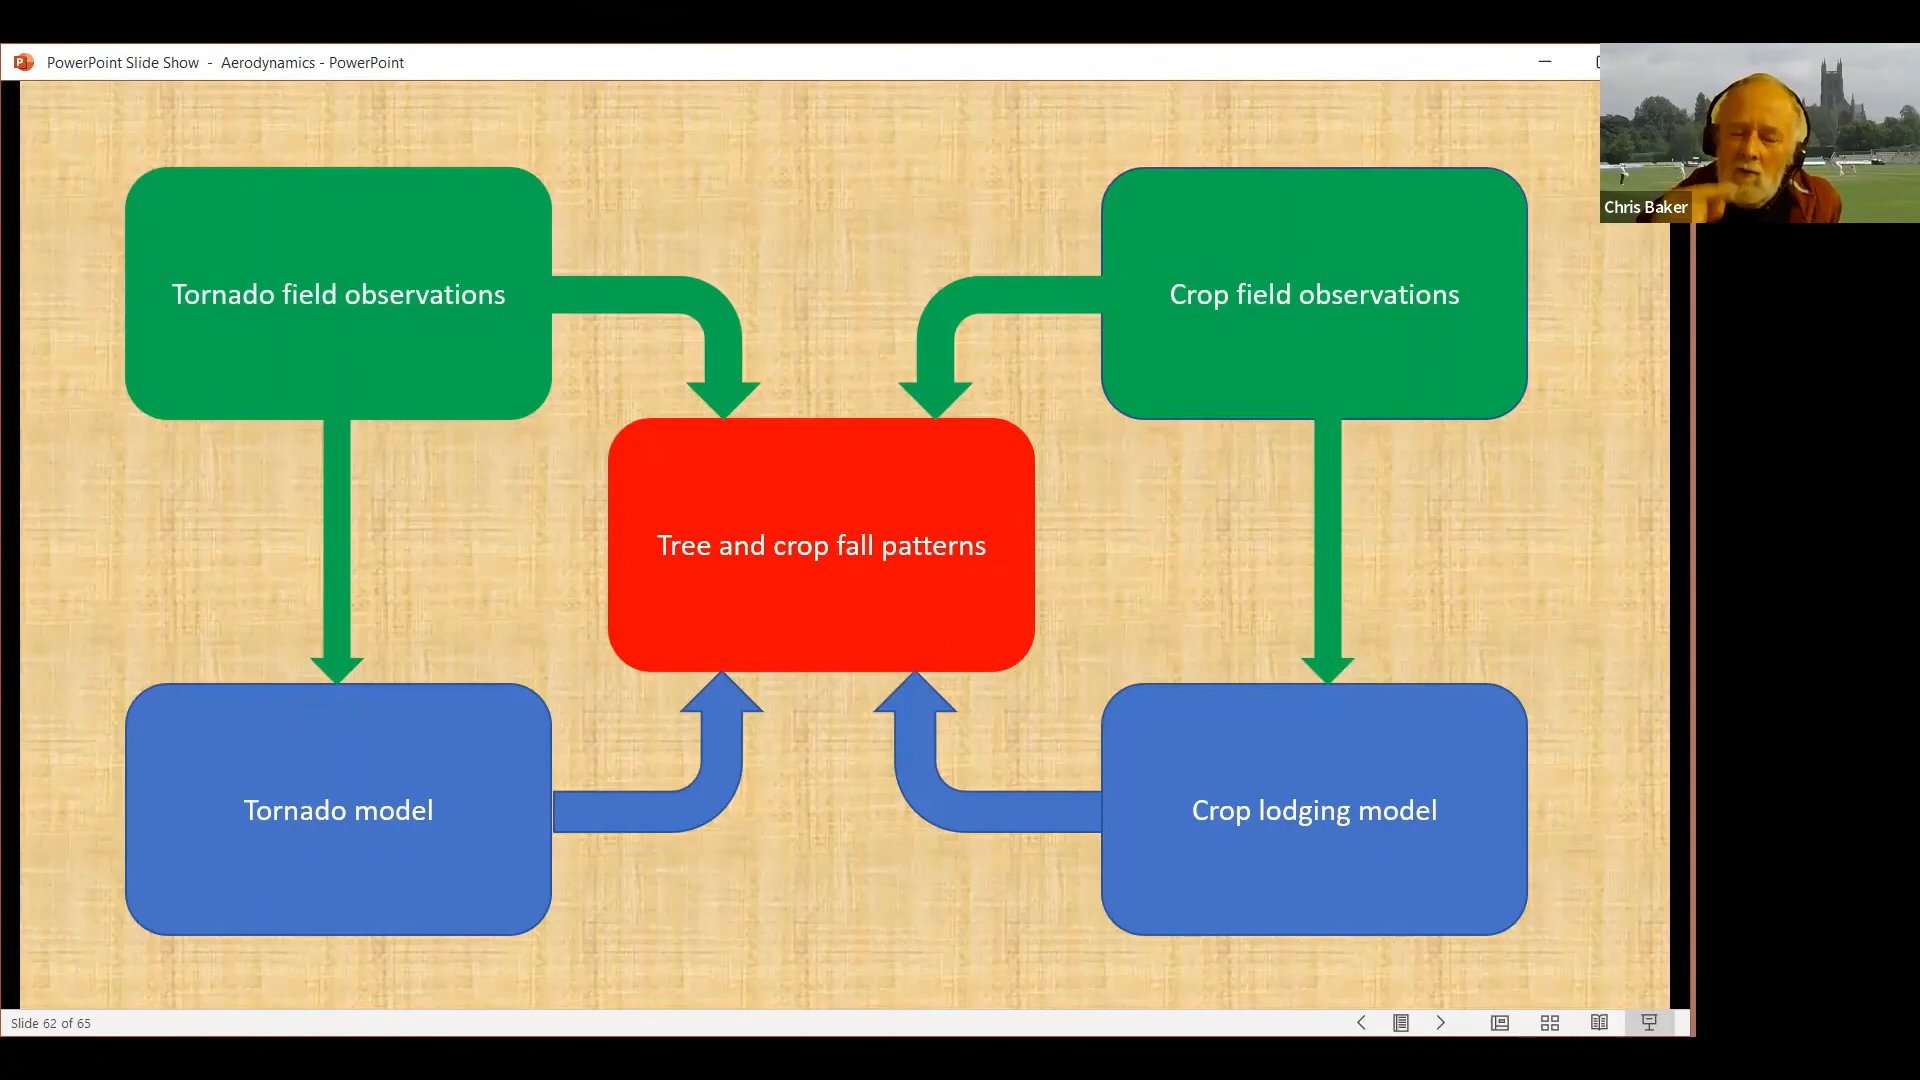 PowerPoint Slide Show - Aerodynamics - PowerPoint
Chris Baker
Tornado field observations
Crop field observations
Tree and crop fall patterns
Tornado model
Crop lodging model
Slide 62 of 65